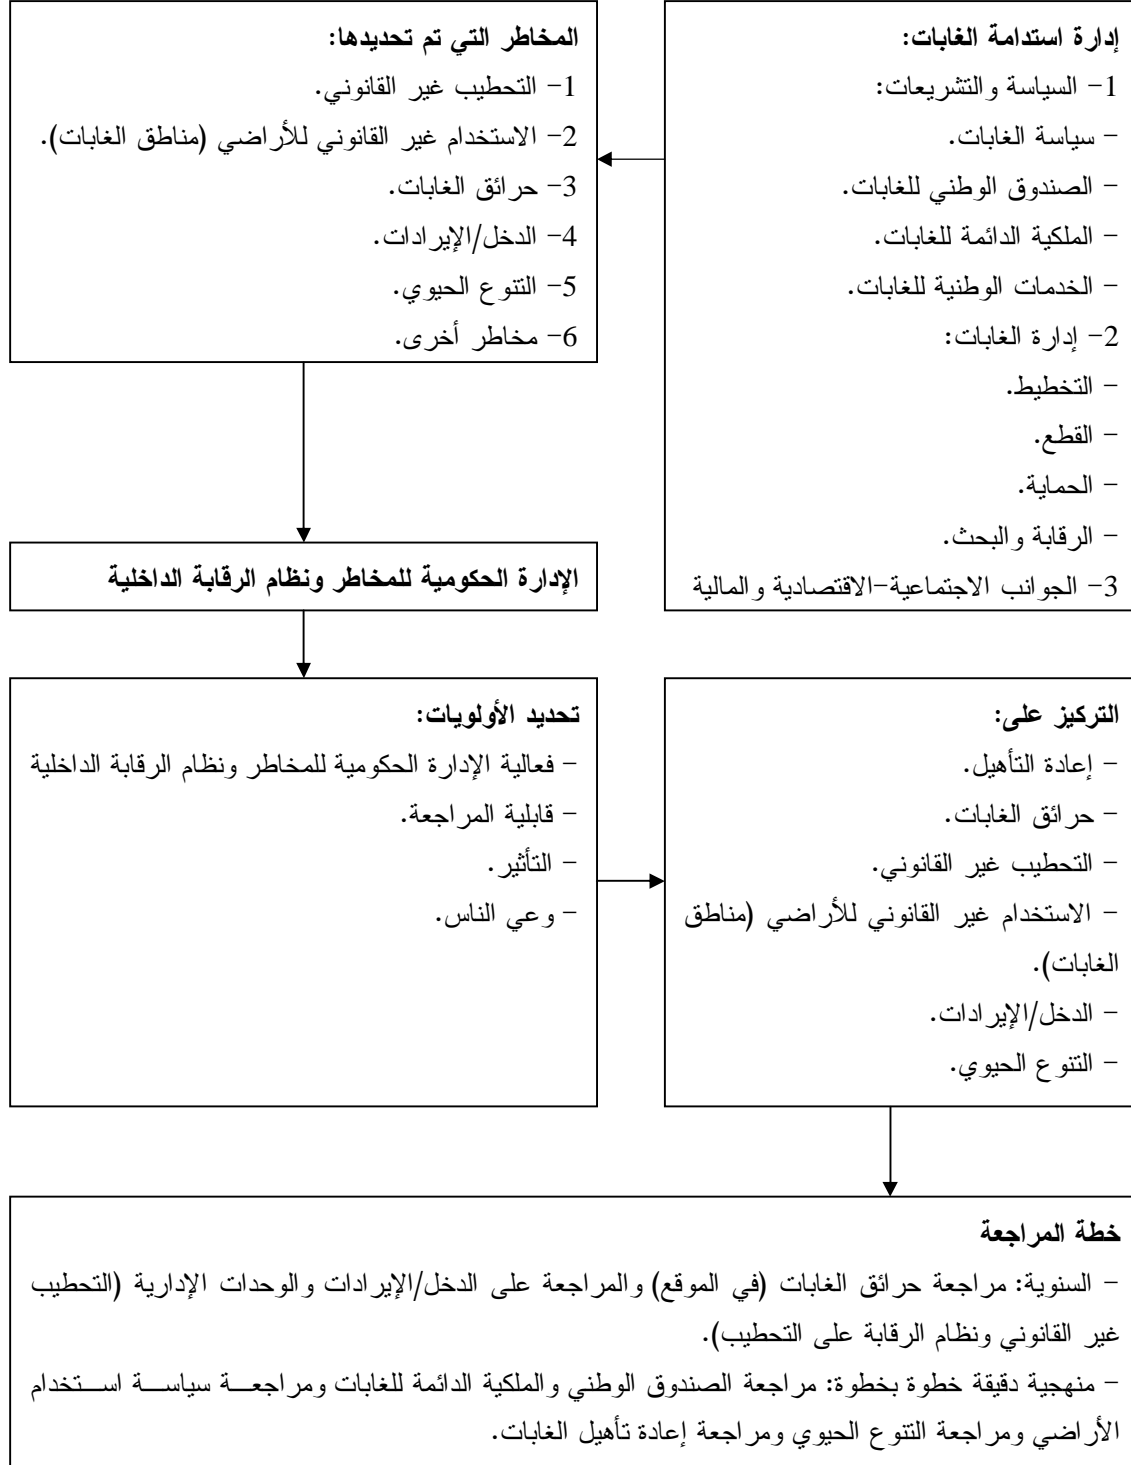 إدارة استدامة الغابات:
1- السياسة والتشريعات:
- سياسة الغابات.
- الصندوق الوطني للغابات.
- الملكية الدائمة للغابات.
- الخدمات الوطنية للغابات.
2- إدارة الغابات:
- التخطيط.
- القطع.
- الحماية.
- الرقابة والبحث.
3- الجوانب الاجتماعية-الاقتصادية والمالية
المخاطر التي تم تحديدها:
1- التحطيب غير القانوني.
2- الاستخدام غير القانوني للأراضي (مناطق الغابات).
3- حرائق الغابات.
4- الدخل/الإيرادات.
5- التنوع الحيوي.
6- مخاطر أخرى.
الإدارة الحكومية للمخاطر ونظام الرقابة الداخلية
تحديد الأولويات:
- فعالية الإدارة الحكومية للمخاطر ونظام الرقابة الداخلية
- قابلية المراجعة.
- التأثير.
- وعي الناس.
التركيز على:
- إعادة التأهيل.
- حرائق الغابات.
- التحطيب غير القانوني.
- الاستخدام غير القانوني للأراضي (مناطق
الغابات).
- الدخل/الإيرادات.
- التنوع الحيوي.
خطة المراجعة
- السنوية: مراجعة حرائق الغابات (في الموقع) والمراجعة على الدخل/الإيرادات والوحدات الإدارية (التحطيب
غير القانوني ونظام الرقابة على التحطيب).
- منهجية دقيقة خطوة بخطوة: مراجعة الصندوق الوطني والملكية الدائمة للغابات ومراجعة سياسة استخدام
الأراضي ومراجعة التنوع الحيوي ومراجعة إعادة تأهيل الغابات.